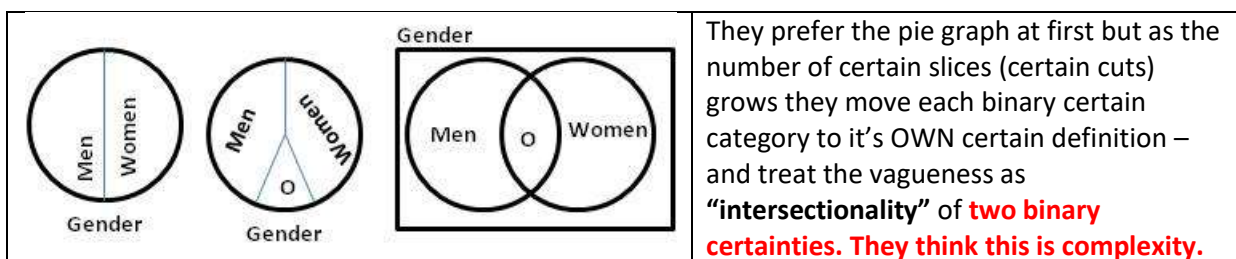 Men
Women
Gender
Men
Women
O
Gender
Gender
Men
O
Women
They prefer the pie graph at first but as the
number of certain slices (certain cuts)
grows they move each binary certain
category to it’s OWN certain definition –
and treat the vagueness as
“intersectionality” of two binary
certainties. They think this is complexity.